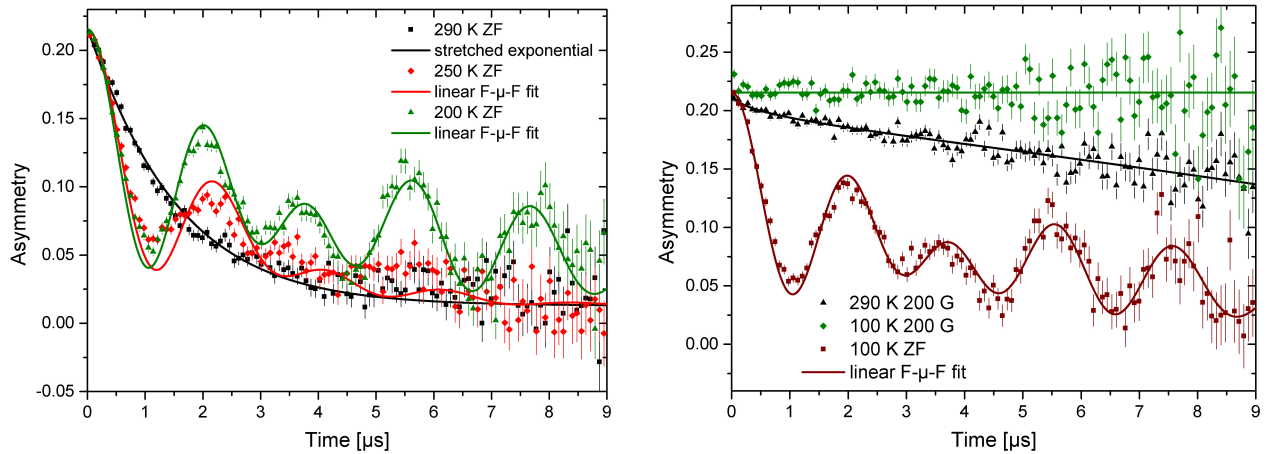 290 K ZF
stretched exponential
250 K ZF
linear F-μ-F fit
200 K ZF
linear F-μ-F fit
0.20
0.15
0.10
0.05
0.00
-0.05
Asymmetry
0 1 2 3 4 5 6 7 8 9
Time [μs]
0.25
0.20
0.15
0.10
0.05
0.00
Asymmetry
290 K 200 G
100 K 200 G
100 K ZF
linear F-μ-F fit
0 1 2 3 4 5 6 7 8 9
Time [μs]